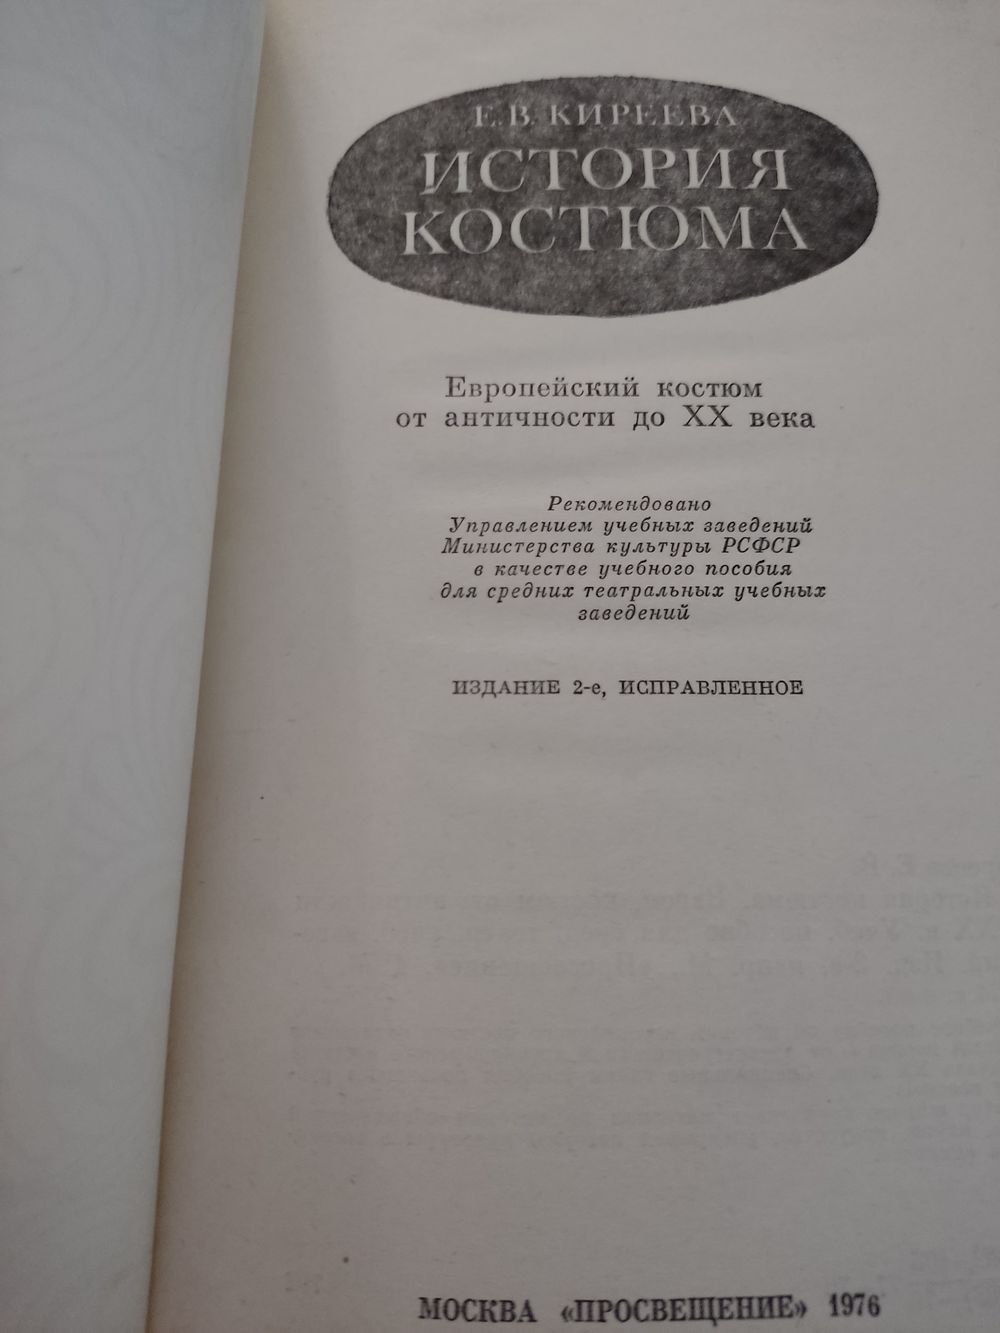 Е. В. КИРЕЕВА
ИСТОРИЯ
КОСТЮМА
Европейский костюм
от античности до XX века
Рекомендовано
Управлением учебных заведений
Министерства культуры РСФСР
в качестве учебного пособия
для средних театральных учебных
заведений
ИЗДАНИЕ 2-е, ИСПРАВЛЕННОЕ
МОСКВА «ПРОСВЕЩЕНИЕ» 1976